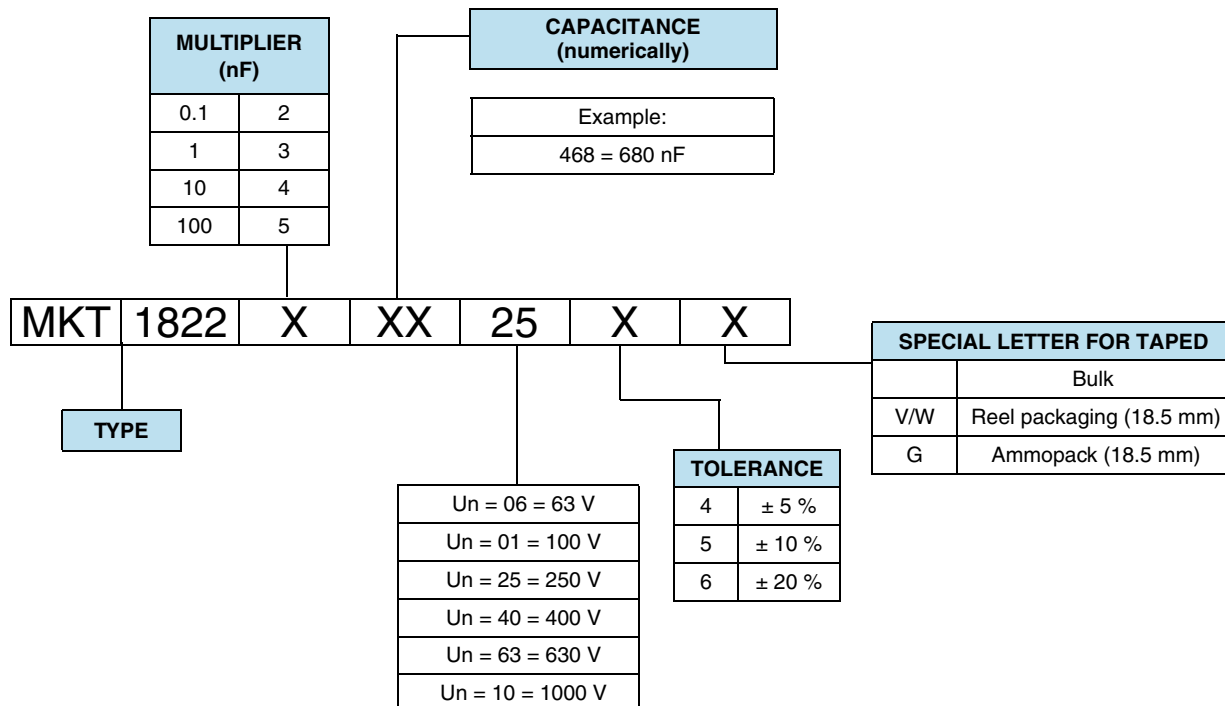 MULTIPLIER
(nF)
0.1 2
1 3
10 4
100 5
CAPACITANCE
(numerically)
Example:
468 = 680 nF
MKT 1822 X XX 25 X X
TYPE
Un = 06 = 63 V
Un = 01 = 100 V
Un = 25 = 250 V
Un = 40 = 400 V
Un = 63 = 630 V
Un = 10 = 1000 V
TOLERANCE
4 ± 5 %
5 ± 10 %
6 ± 20 %
SPECIAL LETTER FOR TAPED
Bulk
V/W Reel packaging (18.5 mm)
G Ammopack (18.5 mm)